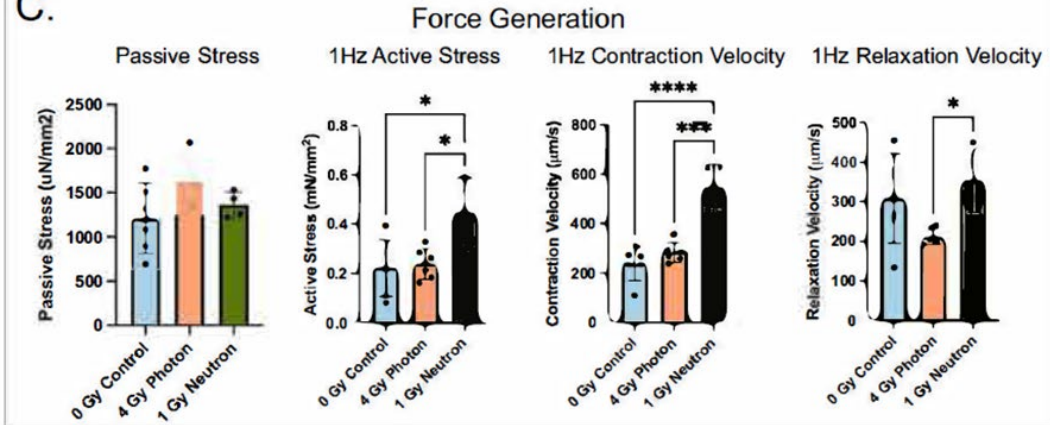 C.
Force Generation
Passive Stress
Passive Stress (uN/mm2)
2500
2000
1500
1000
500
0
0 Gy Control
4 Gy Photon
1 Gy Neutron
1Hz Active Stress
Active Stress (mN/mm²)
0.8
0.6
0.4
0.2
0.0
*
*
0 Gy Control
4 Gy Photon
1 Gy Neutron
1Hz Contraction Velocity
Contraction Velocity (μm/s)
800
600
400
200
0
****
***
0 Gy Control
4 Gy Photon
1 Gy Neutron
1Hz Relaxation Velocity
Relaxation Velocity (μm/s)
500
400
300
200
100
0
*
0 Gy Control
4 Gy Photon
1 Gy Neutron